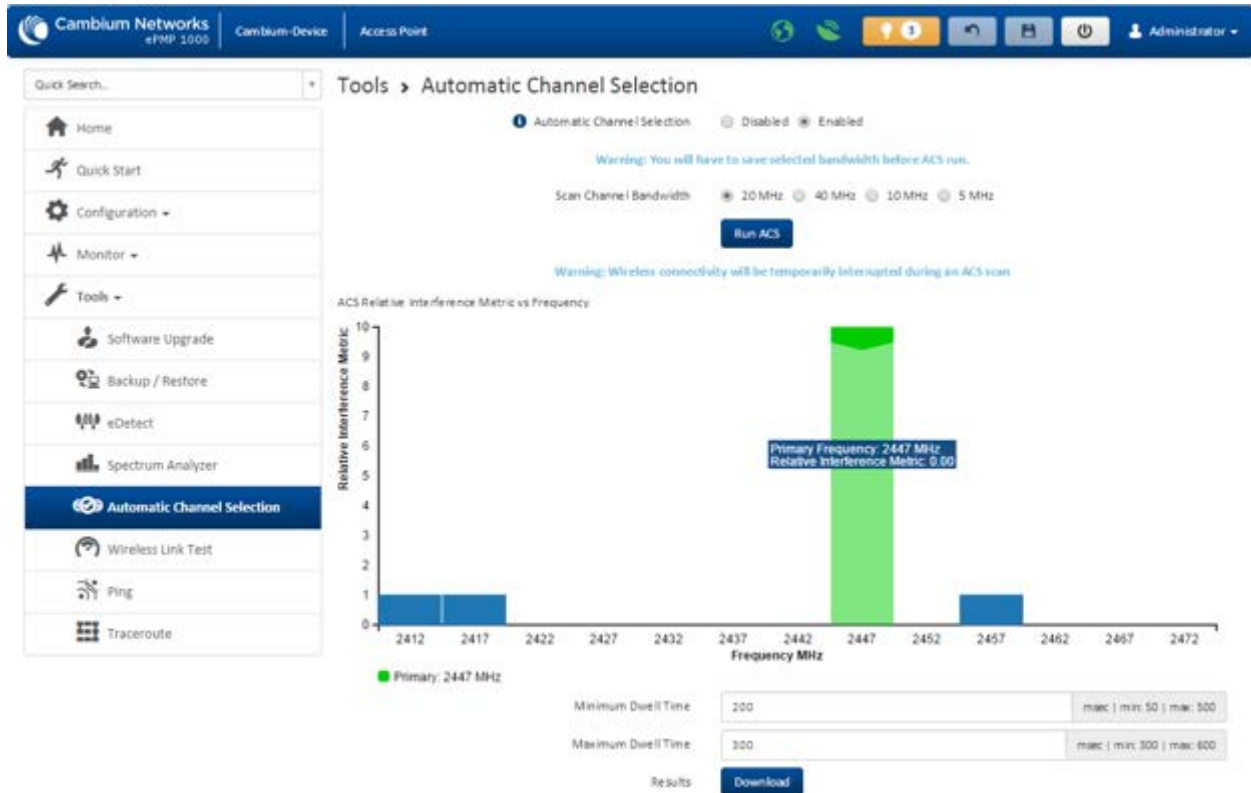 Cambium Networks
ePMP 1000
Cambium-Device
Access Point
3
Administrator
Quick Search...
Home
Quick Start
Configuration
Monitor
Tools
Software Upgrade
Backup / Restore
eDetect
Spectrum Analyzer
Automatic Channel Selection
Wireless Link Test
Ping
Traceroute
Tools > Automatic Channel Selection
Automatic Channel Selection Disabled Enabled
Warning: You will have to save selected bandwidth before ACS run.
Scan Channel Bandwidth 20 MHz 40 MHz 10 MHz 5 MHz
Run ACS
Warning: Wireless connectivity will be temporarily interrupted during an ACS scan
ACS Relative Interference Metric vs Frequency
Relative Interference Metric
10
9
8
7
6
5
4
3
2
1
0
Primary Frequency: 2447 MHz
Relative Interference Metric: 0.00
2412 2417 2422 2427 2432 2437 2442 2447 2452 2457 2462 2467 2472
Frequency MHz
Primary: 2447 MHz
Minimum Dwell Time 200 msec | min: 50 | max: 500
Maximum Dwell Time 300 msec | min: 300 | max: 600
Results Download